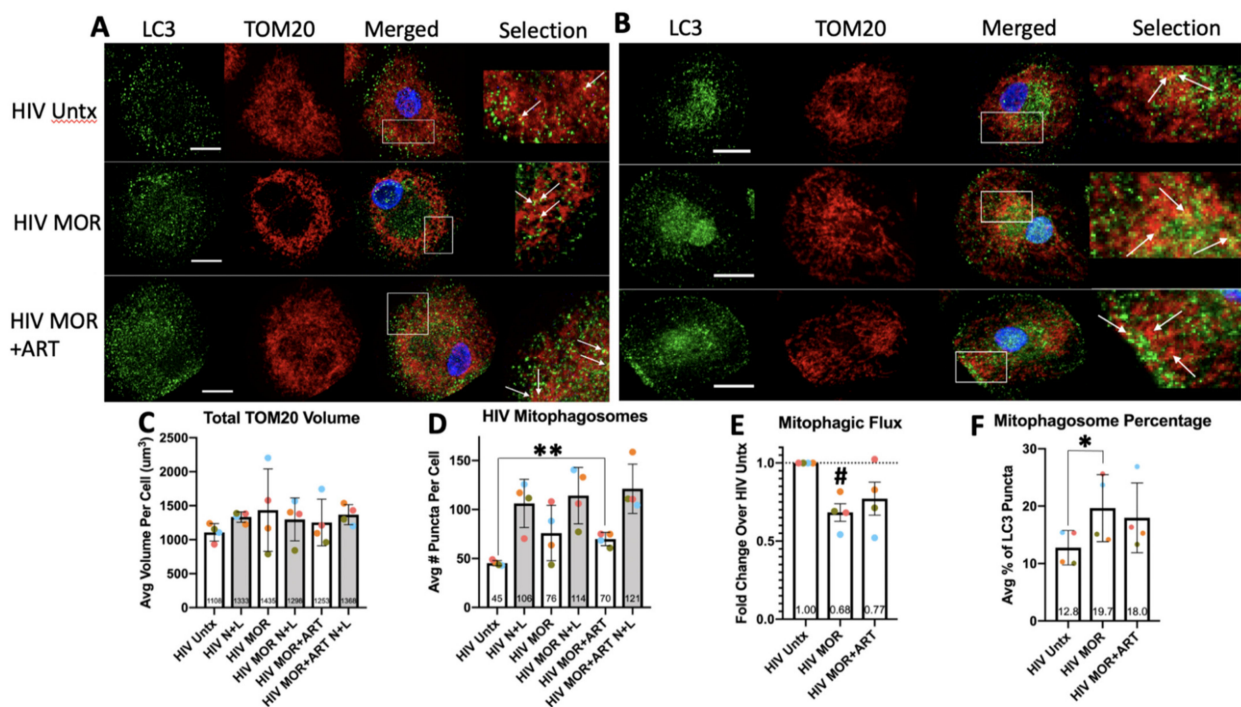 A
LC3 TOM20 Merged Selection
B
LC3 TOM20 Merged Selection
HIV Untx
HIV MOR
HIV MOR
+ART
C Total TOM20 Volume
Avg Volume Per Cell (um³)
2500
2000
1500
1000
500
0
1106 1333 1435 1298 1253 1368
HIV Untx
HIV N+L
HIV MOR
HIV MOR N+L
HIV MOR+ART
HIV MOR+ART N+L
D HIV Mitophagosomes
Avg # Puncta Per Cell
150
100
50
0
**
45 106 76 114 70 121
HIV Untx
HIV N+L
HIV MOR
HIV MOR N+L
HIV MOR+ART
HIV MOR+ART N+L
E Mitophagic Flux
Fold Change Over HIV Untx
1.0
0.5
0.0
#
1.00 0.68 0.77
HIV Untx
HIV MOR
HIV MOR+ART
F Mitophagosome Percentage
Avg % of LC3 Puncta
30
20
10
0
*
12.8 19.7 18.0
HIV Untx
HIV MOR
HIV MOR+ART